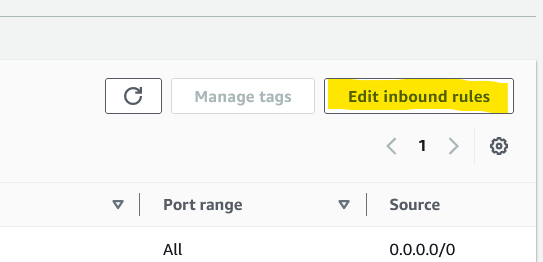 Manage tags Edit inbound rules
1
Port range Source
All 0.0.0.0/0